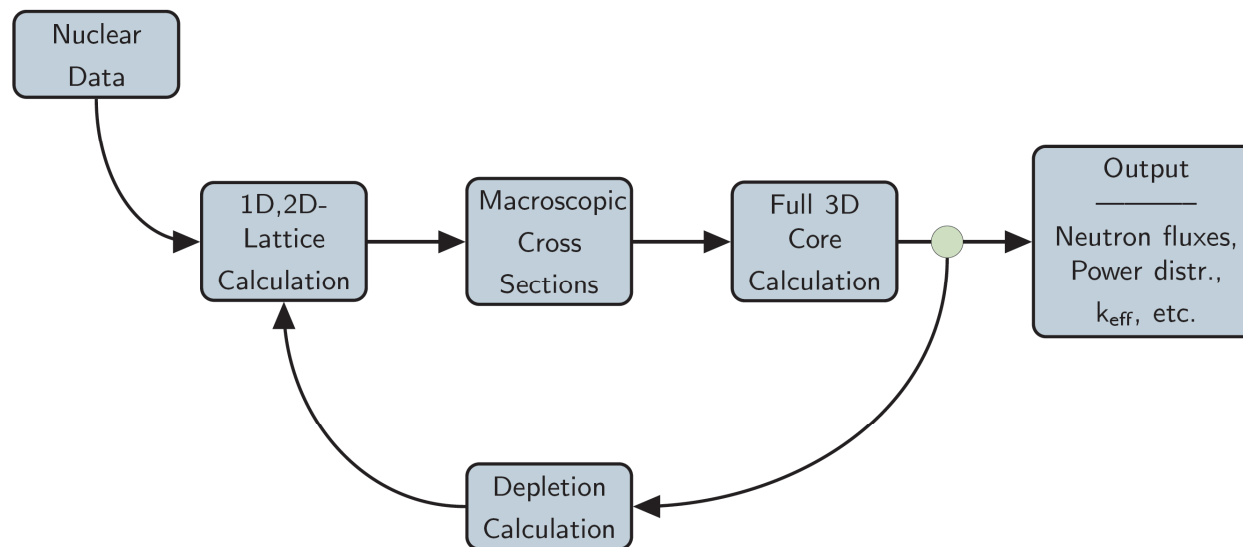 Nuclear
Data
1D,2D-
Lattice
Calculation
Macroscopic
Cross
Sections
Full 3D
Core
Calculation
Output
Neutron fluxes,
Power distr.,
k_eff, etc.
Depletion
Calculation